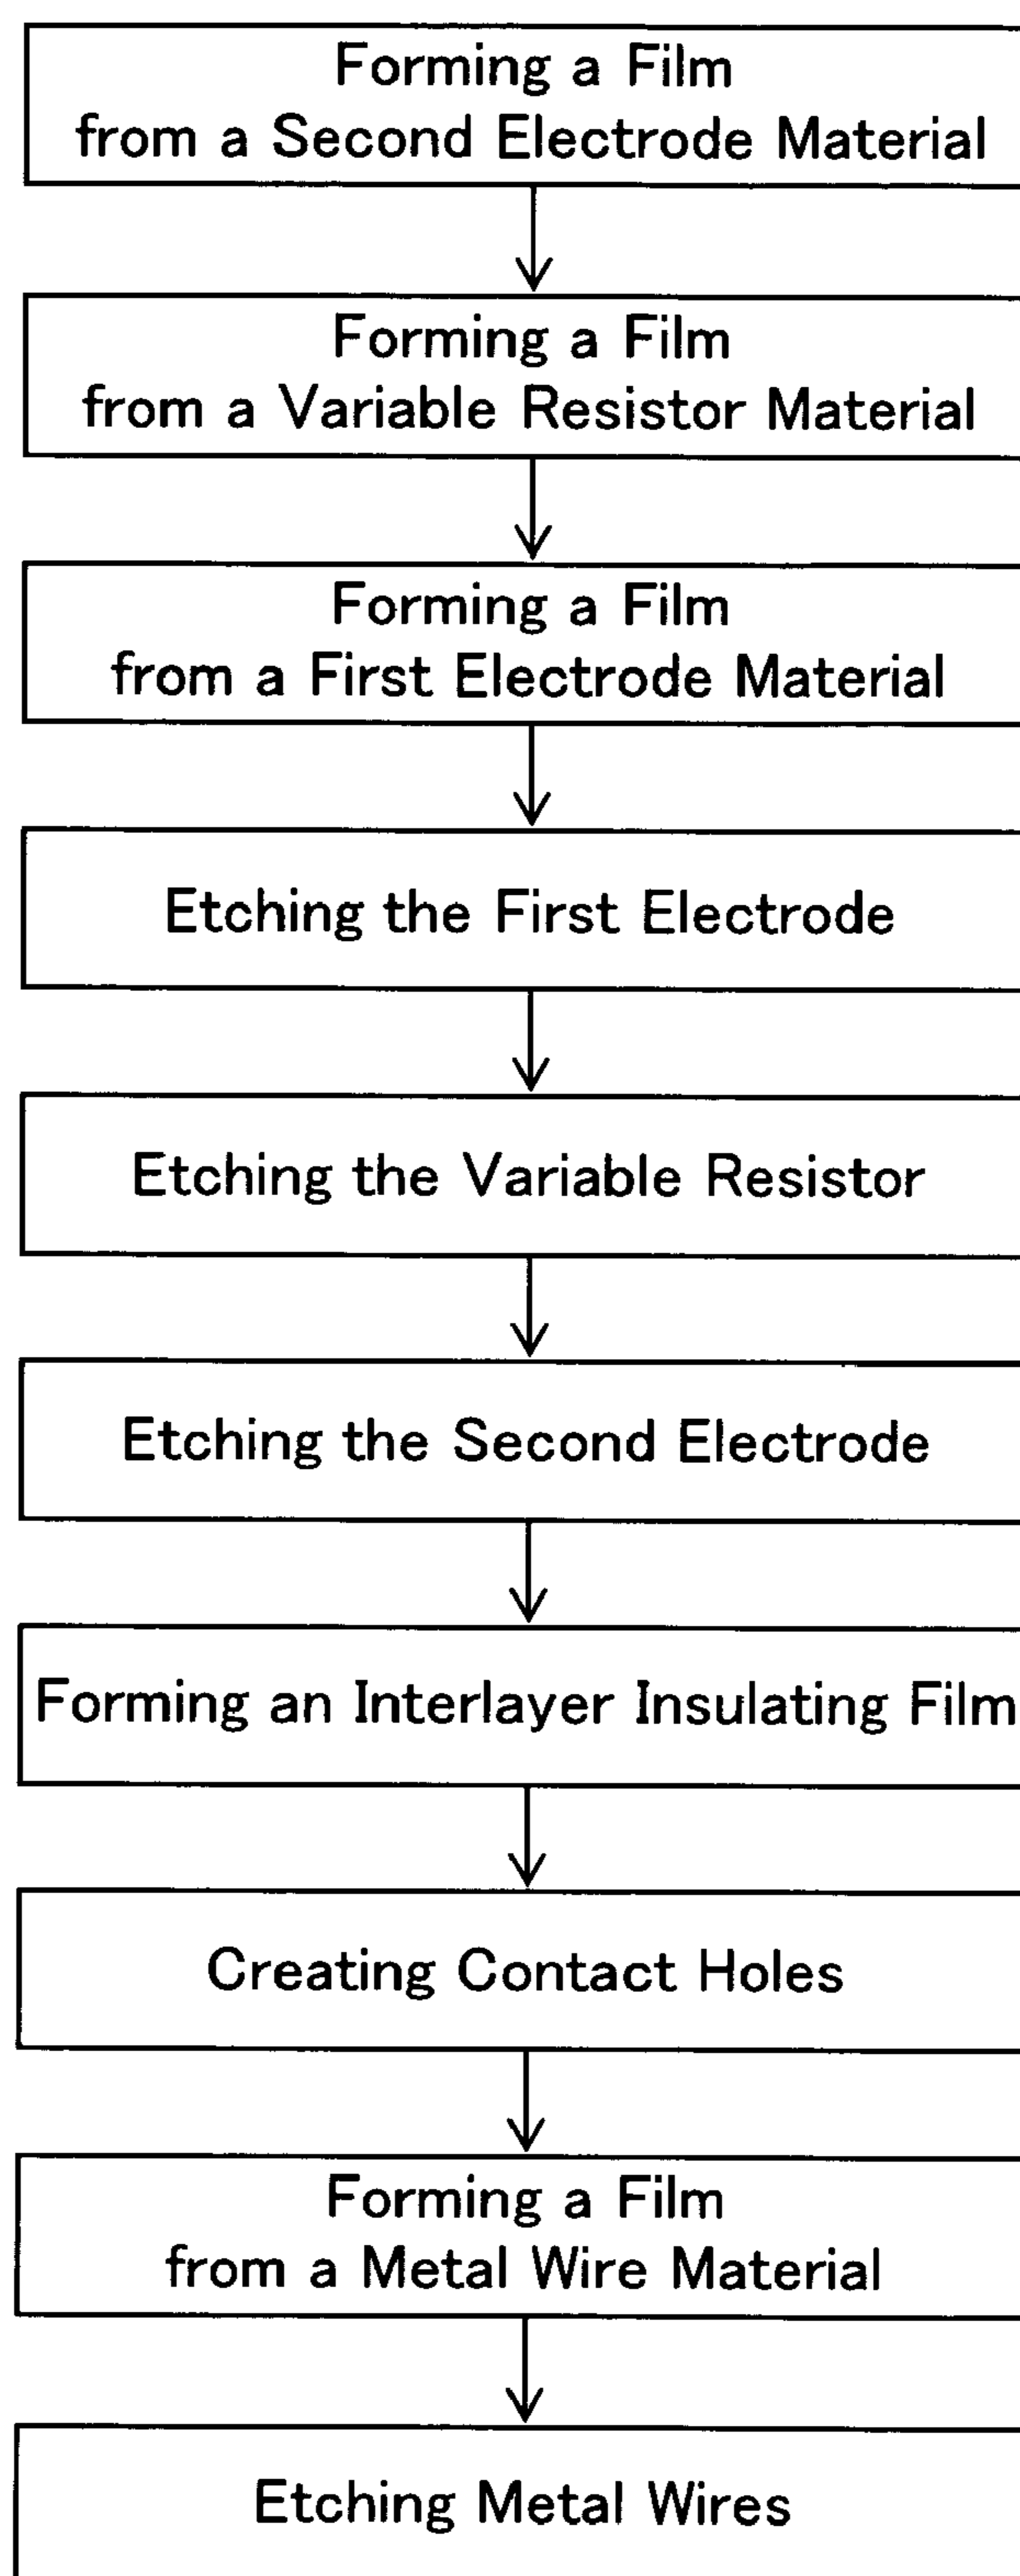 Forming a Film
from a Second Electrode Material
Forming a Film
from a Variable Resistor Material
Forming a Film
from a First Electrode Material
Etching the First Electrode
Etching the Variable Resistor
Etching the Second Electrode
Forming an Interlayer Insulating Film
Creating Contact Holes
Forming a Film
from a Metal Wire Material
Etching Metal Wires